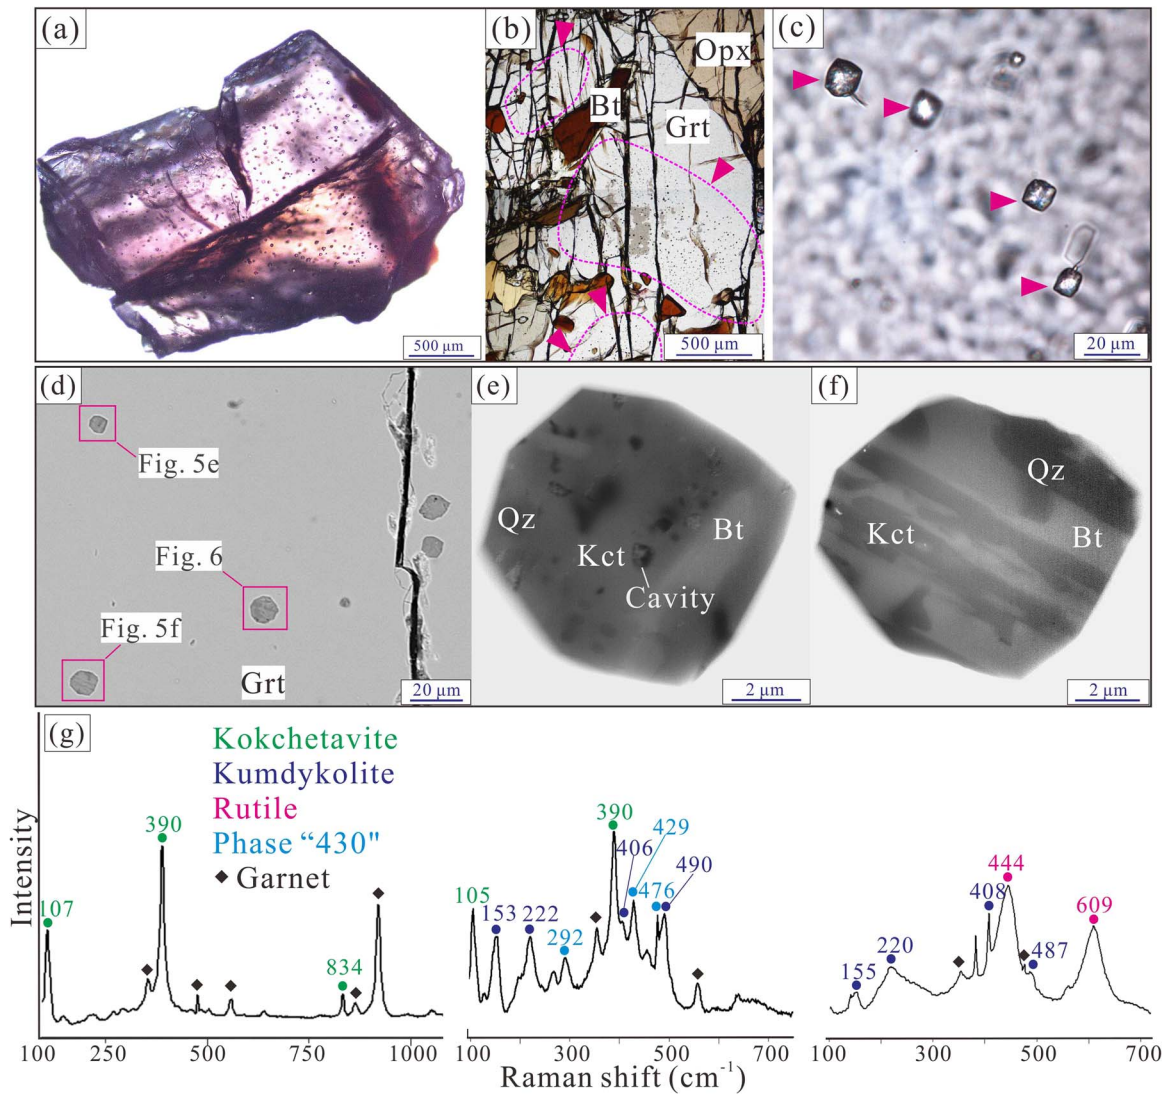 (a)
500 μm
(b)
Opx
Bt
Grt
500 μm
(c)
20 μm
(d)
Fig. 5e
Fig. 6
Fig. 5f
Grt
20 μm
(e)
Qz
Kct
Bt
Cavity
2 μm
(f)
Qz
Kct
Bt
2 μm
(g)
Kokchetavite
Kumdykolite
Rutile
Phase “430"
Garnet
Intensity
107
390
834
105
153
222
292
390
406
429
476
490
155
220
408
444
487
609
100 250 500 750 1000
100 300 500 700
100 300 500 700
Raman shift (cm-1)